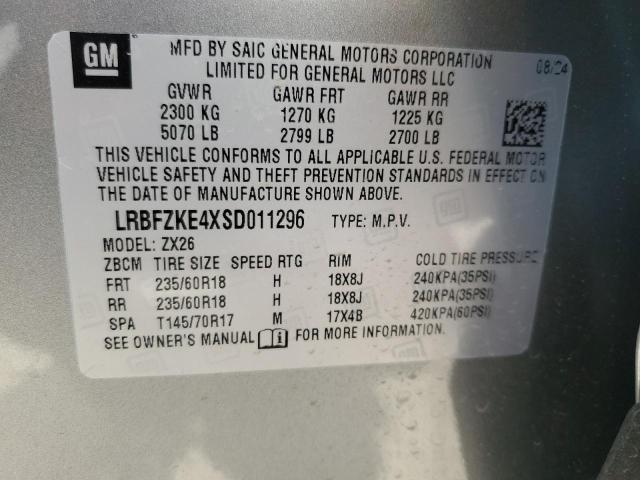 GM
MFD BY SAIC GENERAL MOTORS CORPORATION
LIMITED FOR GENERAL MOTORS LLC
08/24
GVWR GAWR FRT GAWR RR
2300 KG 1270 KG 1225 KG
5070 LB 2799 LB 2700 LB
THIS VEHICLE CONFORMS TO ALL APPLICABLE U.S. FEDERAL MOTOR
VEHICLE SAFETY AND THEFT PREVENTION STANDARDS IN EFFECT ON
THE DATE OF MANUFACTURE SHOWN ABOVE.
LRBFZKE4XSD011296 TYPE: M.P.V.
MODEL: ZX26
ZBCM TIRE SIZE SPEED RTG RIM COLD TIRE PRESSURE
FRT 235/60R18 H 18X8J 240KPA(35PSI)
RR 235/60R18 H 18X8J 240KPA(35PSI)
SPA T145/70R17 M 17X4B 420KPA(60PSI)
SEE OWNER'S MANUAL i FOR MORE INFORMATION.